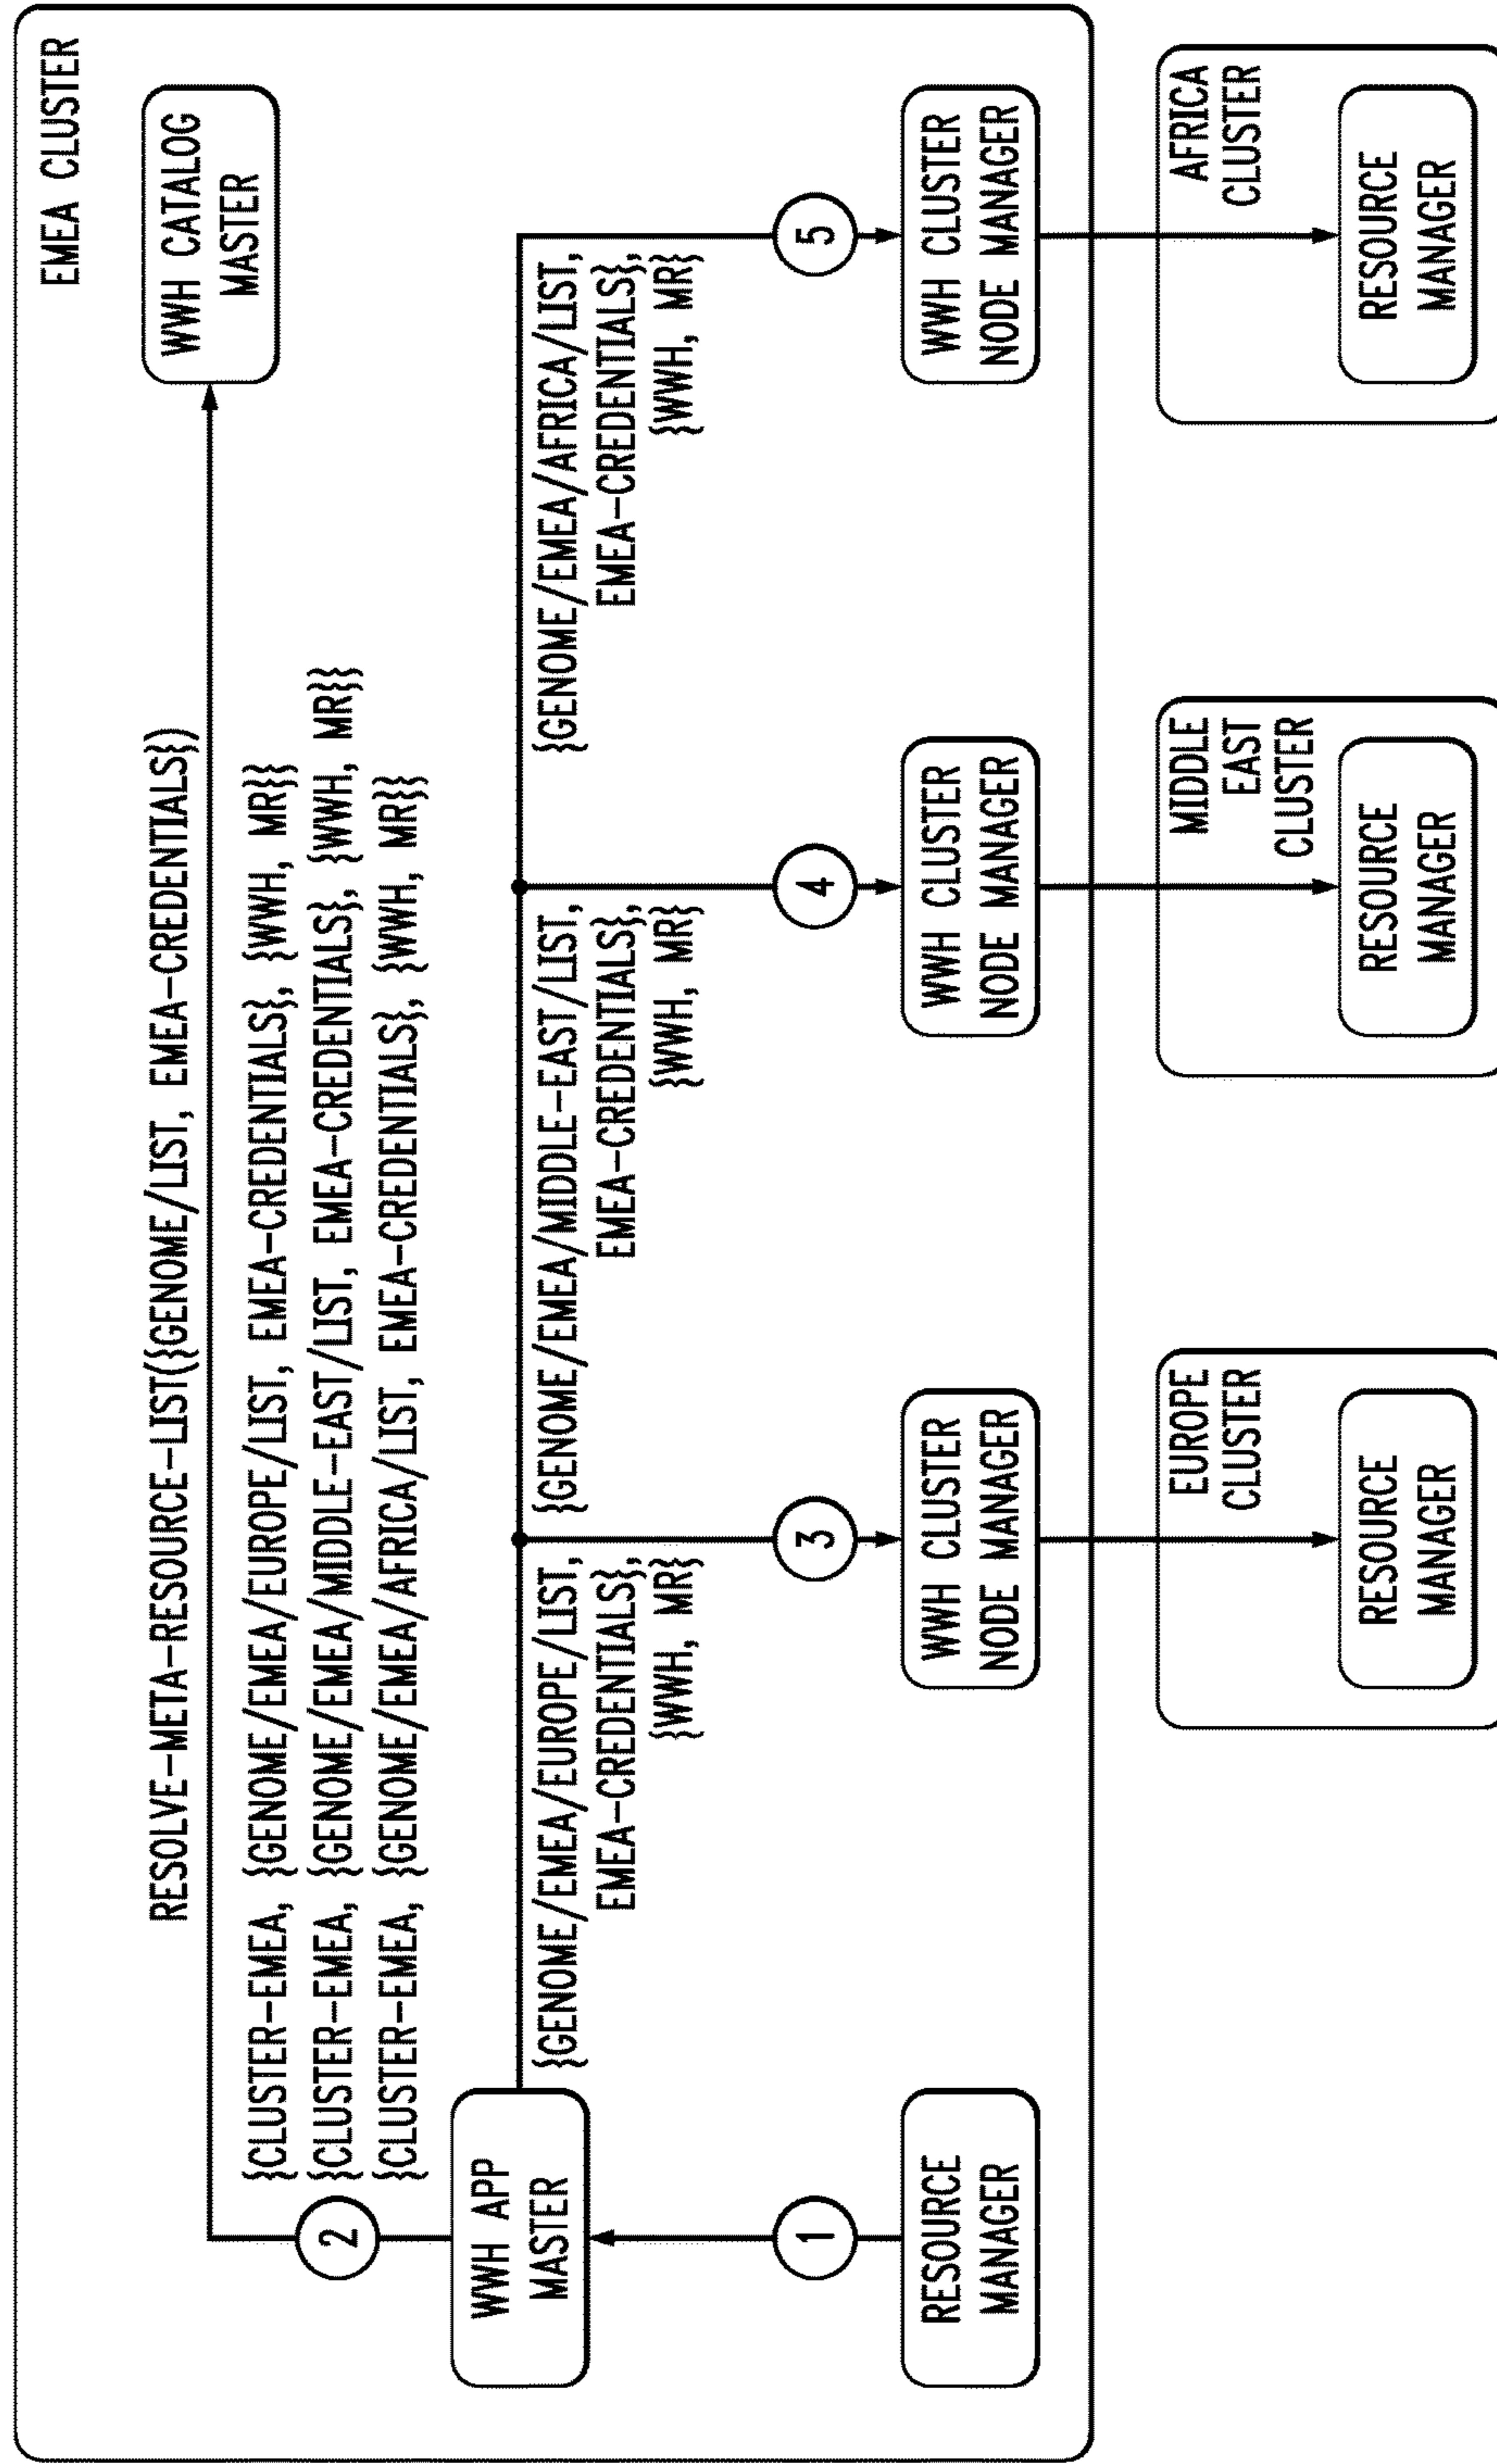 EMEA CLUSTER
RESOLVE-META-RESOURCE-LIST({GENOME/LIST, EMEA-CREDENTIALS})
WWH CATALOG
MASTER
2
{CLUSTER-EMEA, {GENOME/EMEA/EUROPE/LIST, EMEA-CREDENTIALS}, {WWH, MR}}
{CLUSTER-EMEA, {GENOME/EMEA/MIDDLE-EAST/LIST, EMEA-CREDENTIALS}, {WWH, MR}}
{CLUSTER-EMEA, {GENOME/EMEA/AFRICA/LIST, EMEA-CREDENTIALS}, {WWH, MR}}
WWH APP
MASTER
{GENOME/EMEA/EUROPE/LIST,
EMEA-CREDENTIALS},
{WWH, MR}
{GENOME/EMEA/MIDDLE-EAST/LIST,
EMEA-CREDENTIALS},
{WWH, MR}
{GENOME/EMEA/AFRICA/LIST,
EMEA-CREDENTIALS},
{WWH, MR}
1
3
4
5
RESOURCE
MANAGER
WWH CLUSTER
NODE MANAGER
WWH CLUSTER
NODE MANAGER
WWH CLUSTER
NODE MANAGER
EUROPE
CLUSTER
RESOURCE
MANAGER
MIDDLE
EAST
CLUSTER
RESOURCE
MANAGER
AFRICA
CLUSTER
RESOURCE
MANAGER